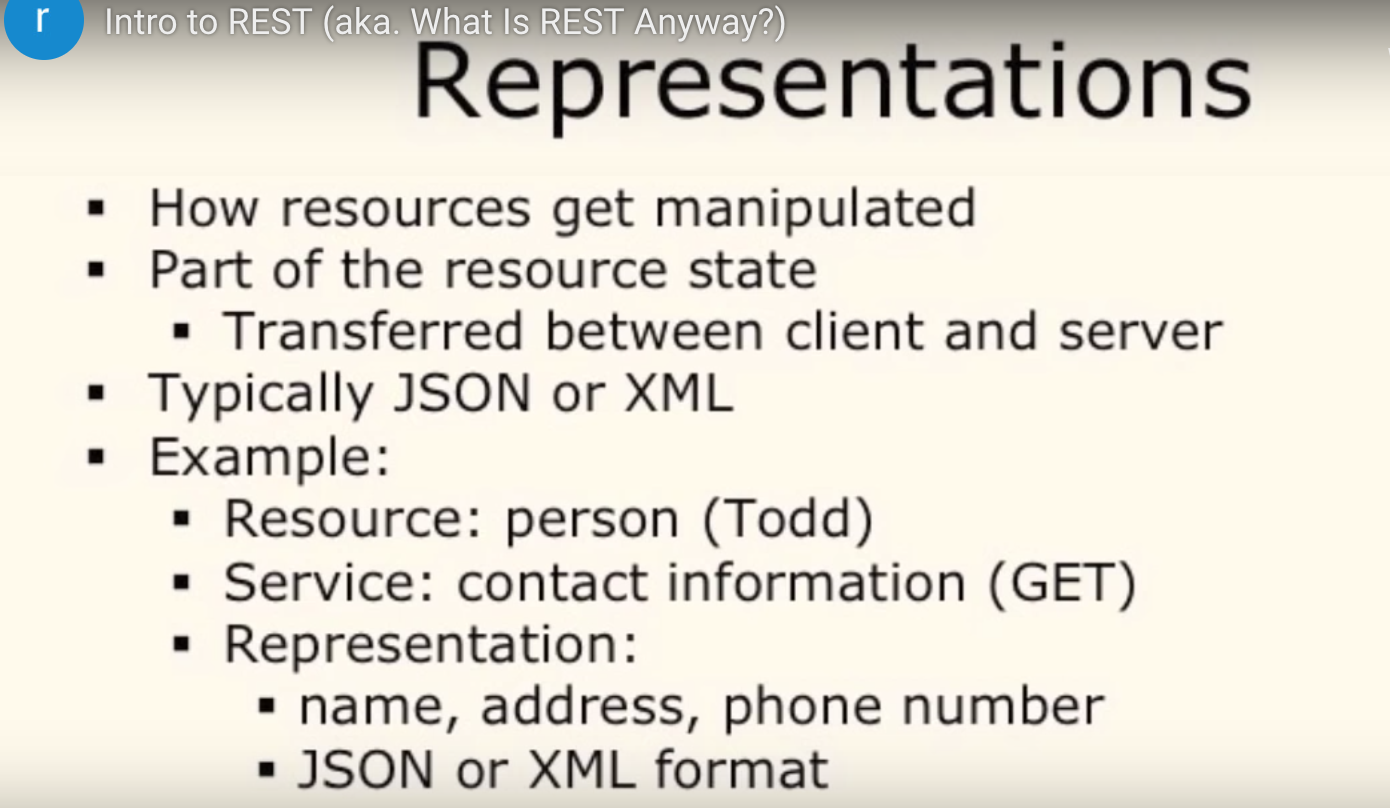 r
Intro to REST (aka. What Is REST Anyway?)
Representations
▪ How resources get manipulated
▪ Part of the resource state
▪ Transferred between client and server
▪ Typically JSON or XML
▪ Example:
▪ Resource: person (Todd)
▪ Service: contact information (GET)
▪ Representation:
▪ name, address, phone number
▪ JSON or XML format